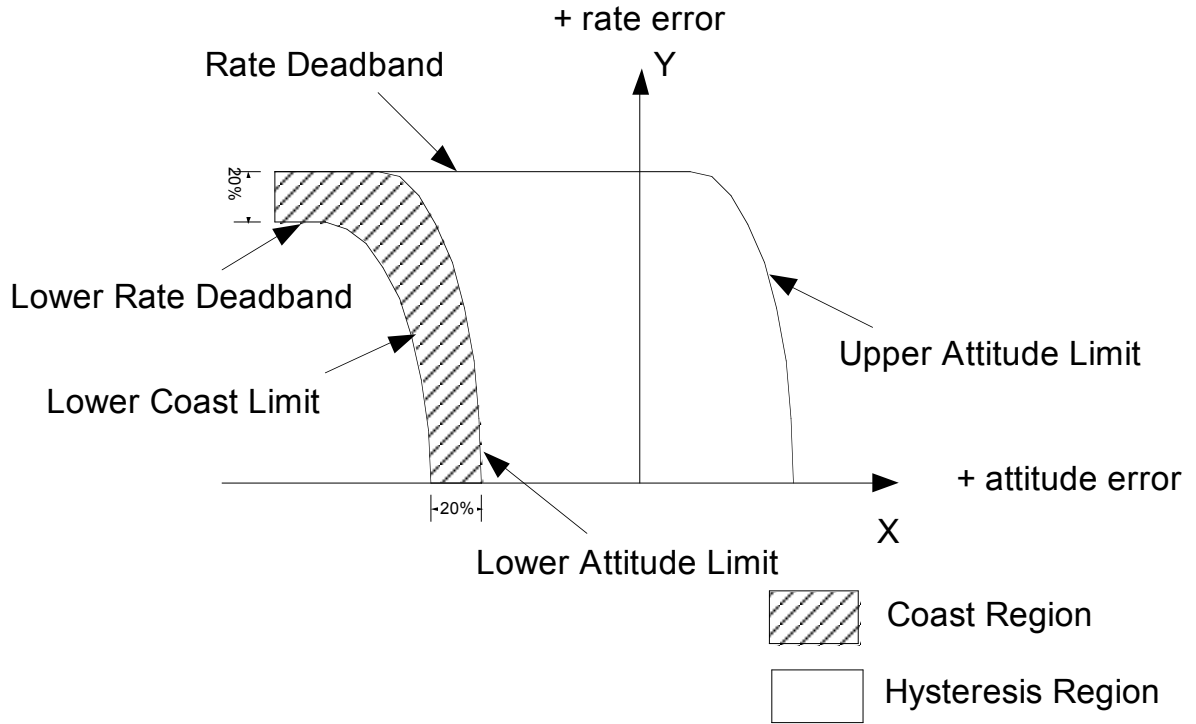 + rate error
Rate Deadband
Y
20%
Lower Rate Deadband
Upper Attitude Limit
Lower Coast Limit
+ attitude error
20%
X
Lower Attitude Limit
Coast Region
Hysteresis Region